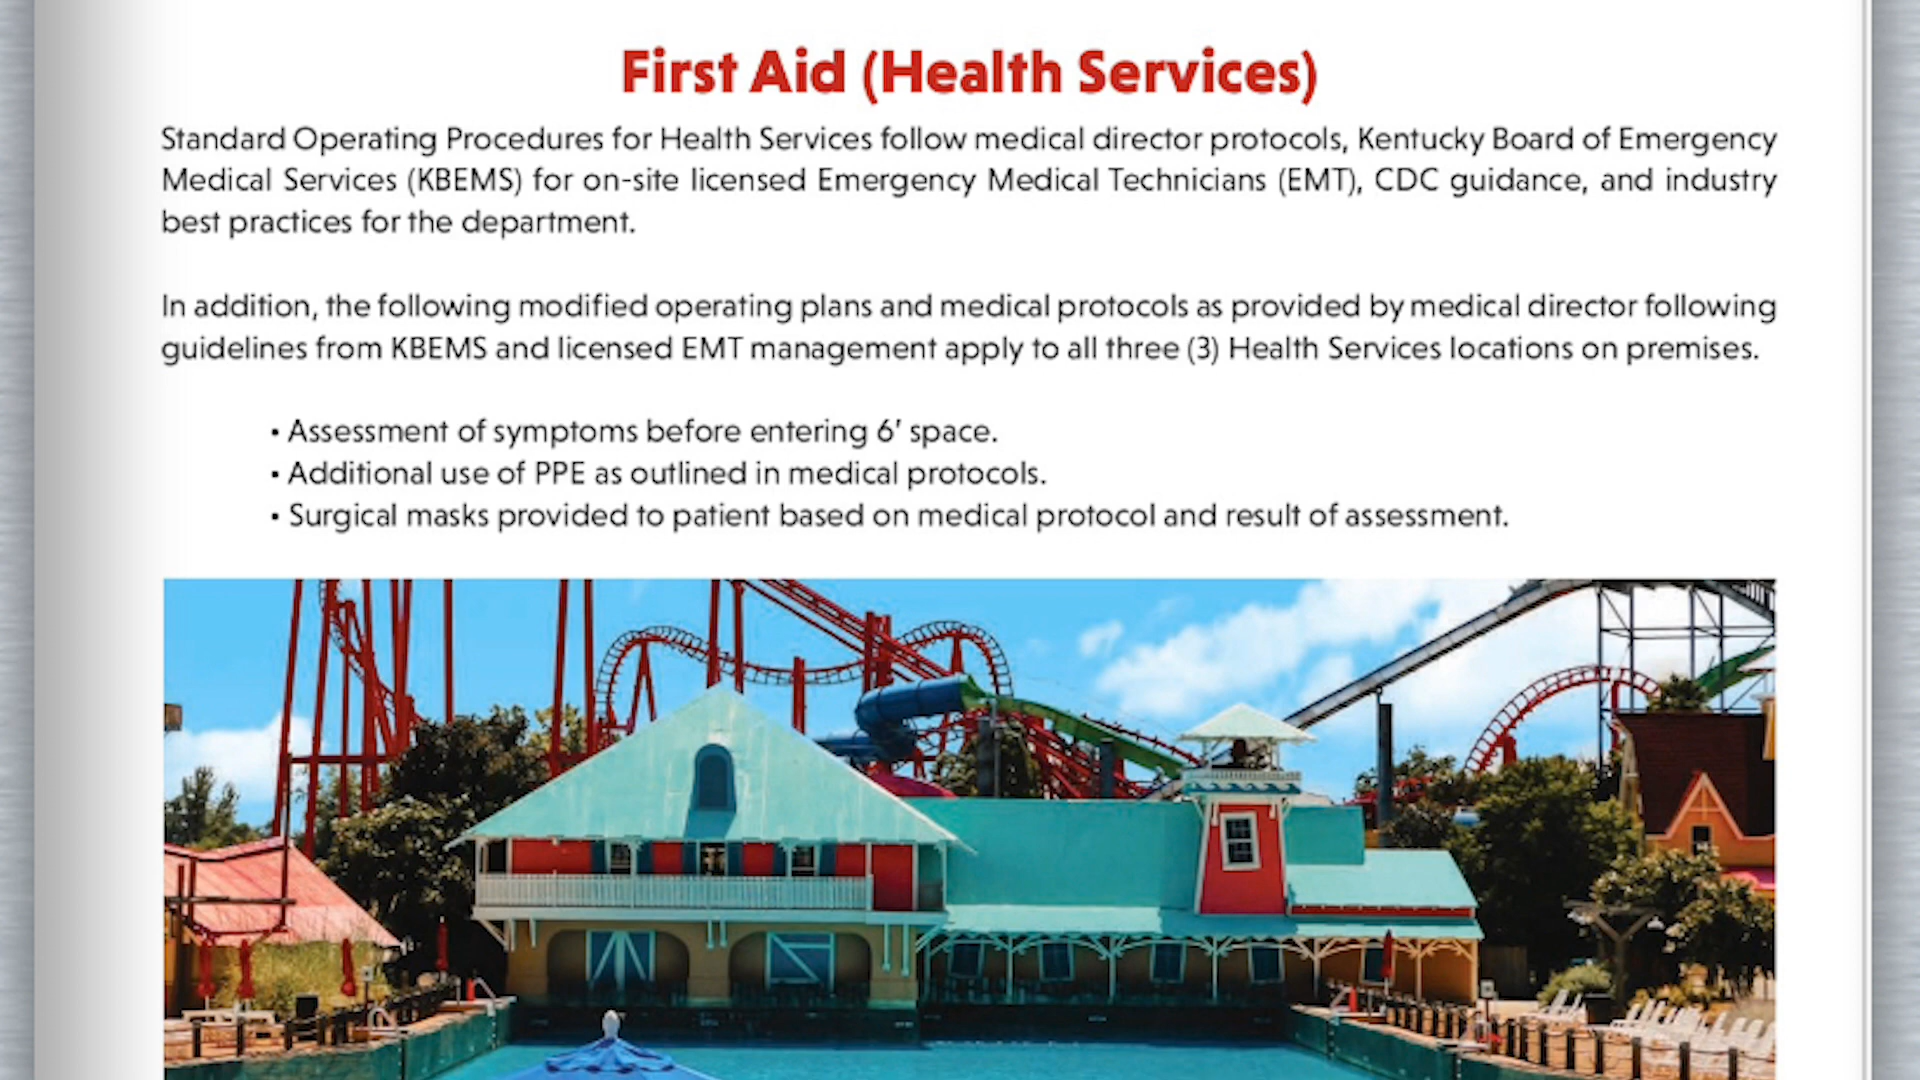 First Aid (Health Services)
Standard Operating Procedures for Health Services follow medical director protocols, Kentucky Board of Emergency
Medical Services (KBEMS) for on-site licensed Emergency Medical Technicians (EMT), CDC guidance, and industry
best practices for the department.
In addition, the following modified operating plans and medical protocols as provided by medical director following
guidelines from KBEMS and licensed EMT management apply to all three (3) Health Services locations on premises.
• Assessment of symptoms before entering 6' space.
• Additional use of PPE as outlined in medical protocols.
• Surgical masks provided to patient based on medical protocol and result of assessment.